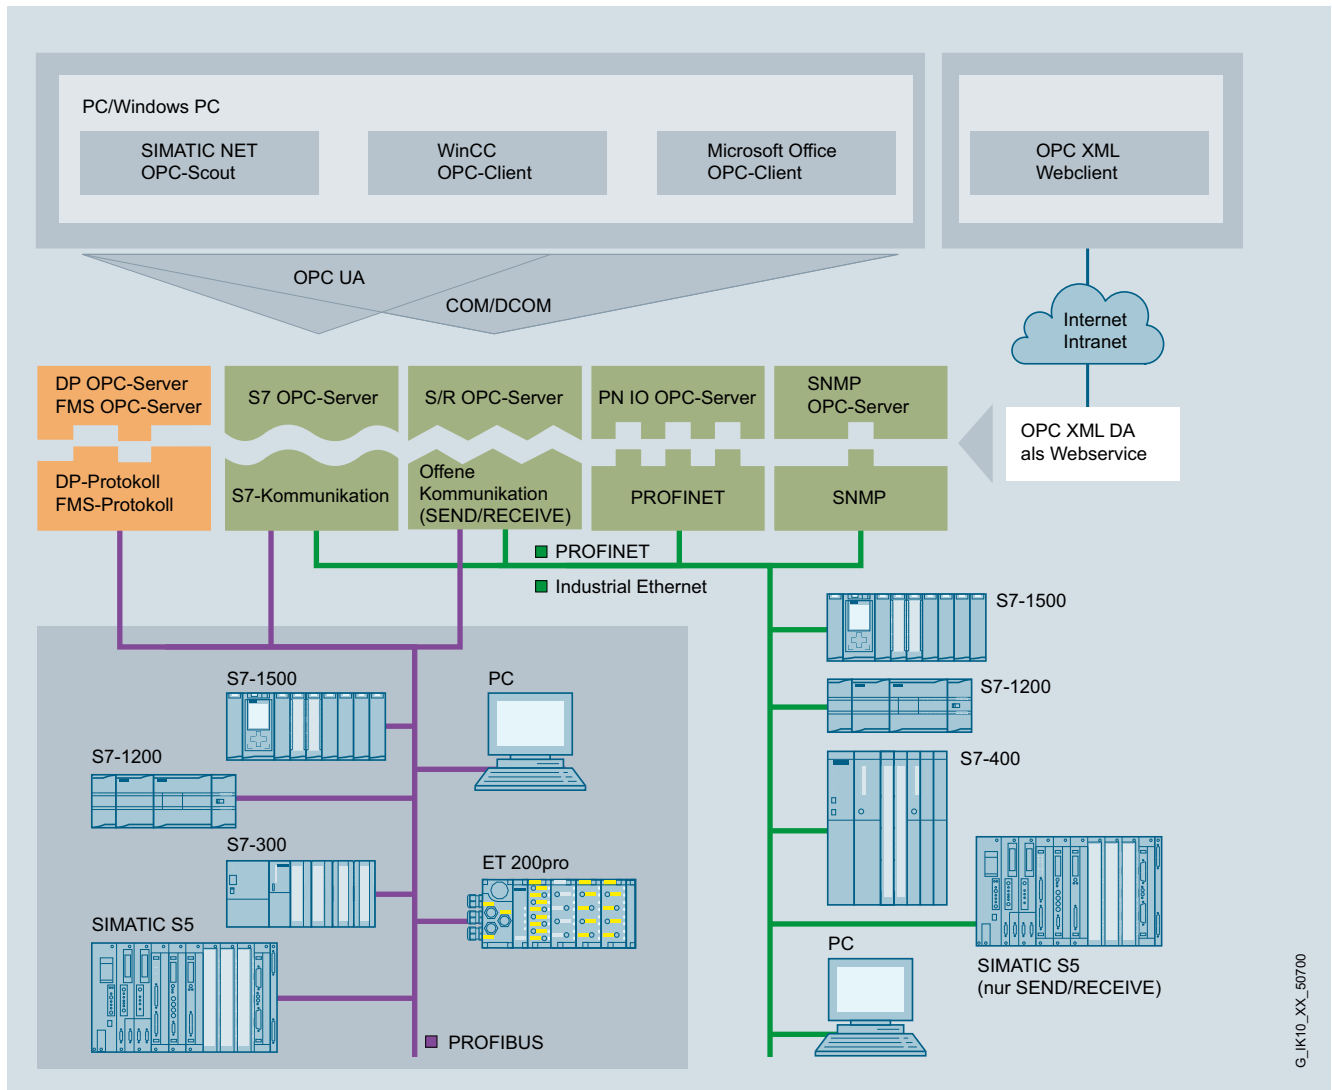 PC/Windows PC
SIMATIC NET
OPC-Scout
WinCC
OPC-Client
Microsoft Office
OPC-Client
OPC XML
Webclient
OPC UA
COM/DCOM
Internet
Intranet
DP OPC-Server
FMS OPC-Server
S7 OPC-Server
S/R OPC-Server
PN IO OPC-Server
SNMP
OPC-Server
OPC XML DA
als Webservice
DP-Protokoll
FMS-Protokoll
S7-Kommunikation
Offene
Kommunikation
(SEND/RECEIVE)
PROFINET
SNMP
PROFINET
Industrial Ethernet
S7-1500
S7-1200
S7-400
S7-1500
PC
S7-1200
S7-300
ET 200pro
SIMATIC S5
PC
SIMATIC S5
(nur SEND/RECEIVE)
PROFIBUS
G_IK10_XX_50700